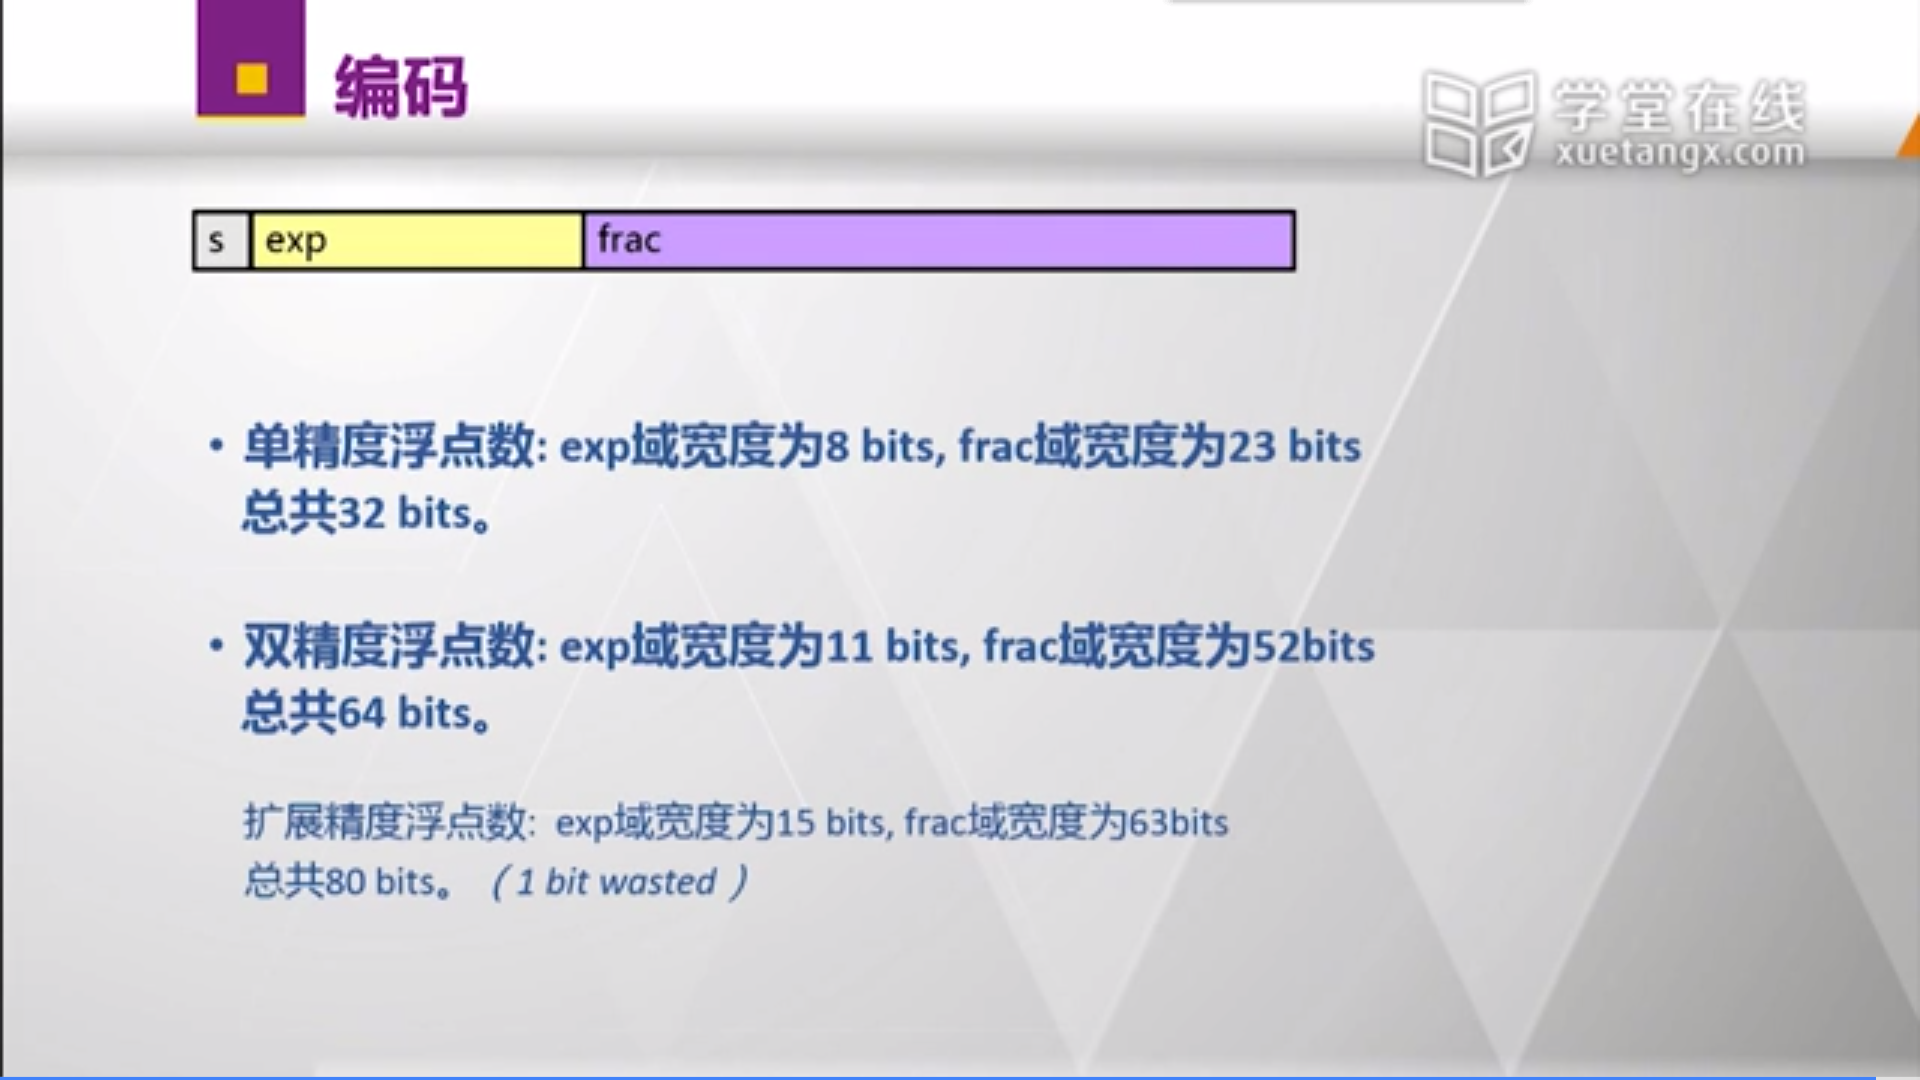 编码
学堂在线
xuetangx.com
s exp frac
• 单精度浮点数: exp域宽度为8 bits, frac域宽度为23 bits
总共32 bits。
• 双精度浮点数: exp域宽度为11 bits, frac域宽度为52bits
总共64 bits。
扩展精度浮点数: exp域宽度为15 bits, frac域宽度为63bits
总共80 bits。（1 bit wasted）